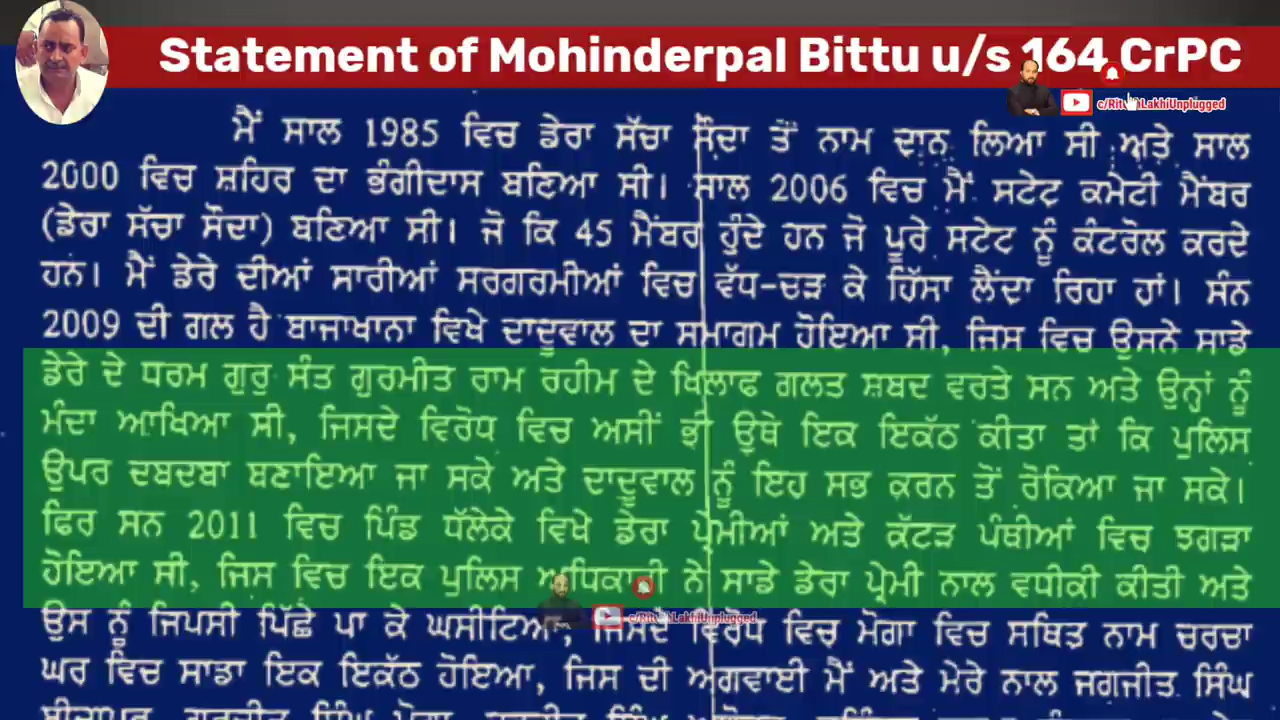 Statement of Mohinderpal Bittu u/s 164 CrPC
ਮੈਂ ਸਾਲ 1985 ਵਿਚ ਡੇਰਾ ਸੱਚਾ ਸੌਦਾ ਤੋਂ ਨਾਮ ਦਾਨ ਲਿਆ ਸੀ ਅਤੇ ਸਾਲ
2000 ਵਿਚ ਸ਼ਹਿਰ ਦਾ ਭੰਗੀਦਾਸ ਬਣਿਆ ਸੀ। ਸਾਲ 2006 ਵਿਚ ਮੈਂ ਸਟੇਟ ਕਮੇਟੀ ਮੈਂਬਰ
(ਡੇਰਾ ਸੱਚਾ ਸੌਦਾ) ਬਣਿਆ ਸੀ। ਜੋ ਕਿ 45 ਮੈਂਬਰ ਹੁੰਦੇ ਹਨ ਜੋ ਪੂਰੇ ਸਟੇਟ ਨੂੰ ਕੰਟਰੋਲ ਕਰਦੇ
ਹਨ। ਮੈਂ ਡੇਰੇ ਦੀਆਂ ਸਾਰੀਆਂ ਸਰਗਰਮੀਆਂ ਵਿਚ ਵੱਧ-ਚੜ ਕੇ ਹਿੱਸਾ ਲੈਂਦਾ ਰਿਹਾ ਹਾਂ। ਸੰਨ
2009 ਦੀ ਗਲ ਹੈ ਬਾਜਾਖਾਨਾ ਵਿਖੇ ਦਾਦੂਵਾਲ ਦਾ ਸਮਾਗਮ ਹੋਇਆ ਸੀ, ਜਿਸ ਵਿਚ ਉਸਨੇ ਸਾਡੇ
ਡੇਰੇ ਦੇ ਧਰਮ ਗੁਰੁ ਸੰਤ ਗੁਰਮੀਤ ਰਾਮ ਰਹੀਮ ਦੇ ਖਿਲਾਫ ਗਲਤ ਸ਼ਬਦ ਵਰਤੇ ਸਨ ਅਤੇ ਉਨ੍ਹਾਂ ਨੂੰ
ਮੰਦਾ ਆਖਿਆ ਸੀ, ਜਿਸਦੇ ਵਿਰੋਧ ਵਿਚ ਅਸੀਂ ਭੀ ਉਥੇ ਇਕ ਇਕੱਠ ਕੀਤਾ ਤਾਂ ਕਿ ਪੁਲਿਸ
ਉਪਰ ਦਬਦਬਾ ਬਣਾਇਆ ਜਾ ਸਕੇ ਅਤੇ ਦਾਦੂਵਾਲ ਨੂੰ ਇਹ ਸਭ ਕਰਨ ਤੋਂ ਰੋਕਿਆ ਜਾ ਸਕੇ।
ਫਿਰ ਸਨ 2011 ਵਿਚ ਪਿੰਡ ਧੱਲੇਕੇ ਵਿਖੇ ਡੇਰਾ ਪ੍ਰੇਮੀਆਂ ਅਤੇ ਕੱਟੜ ਪੰਥੀਆਂ ਵਿਚ ਝਗੜਾ
ਹੋਇਆ ਸੀ, ਜਿਸ ਵਿਚ ਇਕ ਪੁਲਿਸ ਅਧਿਕਾਰੀ ਨੇ ਸਾਡੇ ਡੇਰਾ ਪ੍ਰੇਮੀ ਨਾਲ ਵਧੀਕੀ ਕੀਤੀ ਅਤੇ
ਉਸ ਨੂੰ ਜਿਪਸੀ ਪਿੱਛੇ ਪਾ ਕੇ ਘਸੀਟਿਆ, ਜਿਸਦੇ ਵਿਰੋਧ ਵਿਚ ਮੋਗਾ ਵਿਚ ਸਥਿਤ ਨਾਮ ਚਰਚਾ
ਘਰ ਵਿਚ ਸਾਡਾ ਇਕ ਇਕੱਠ ਹੋਇਆ, ਜਿਸ ਦੀ ਅਗਵਾਈ ਮੈਂ ਅਤੇ ਮੇਰੇ ਨਾਲ ਜਗਜੀਤ ਸਿੰਘ